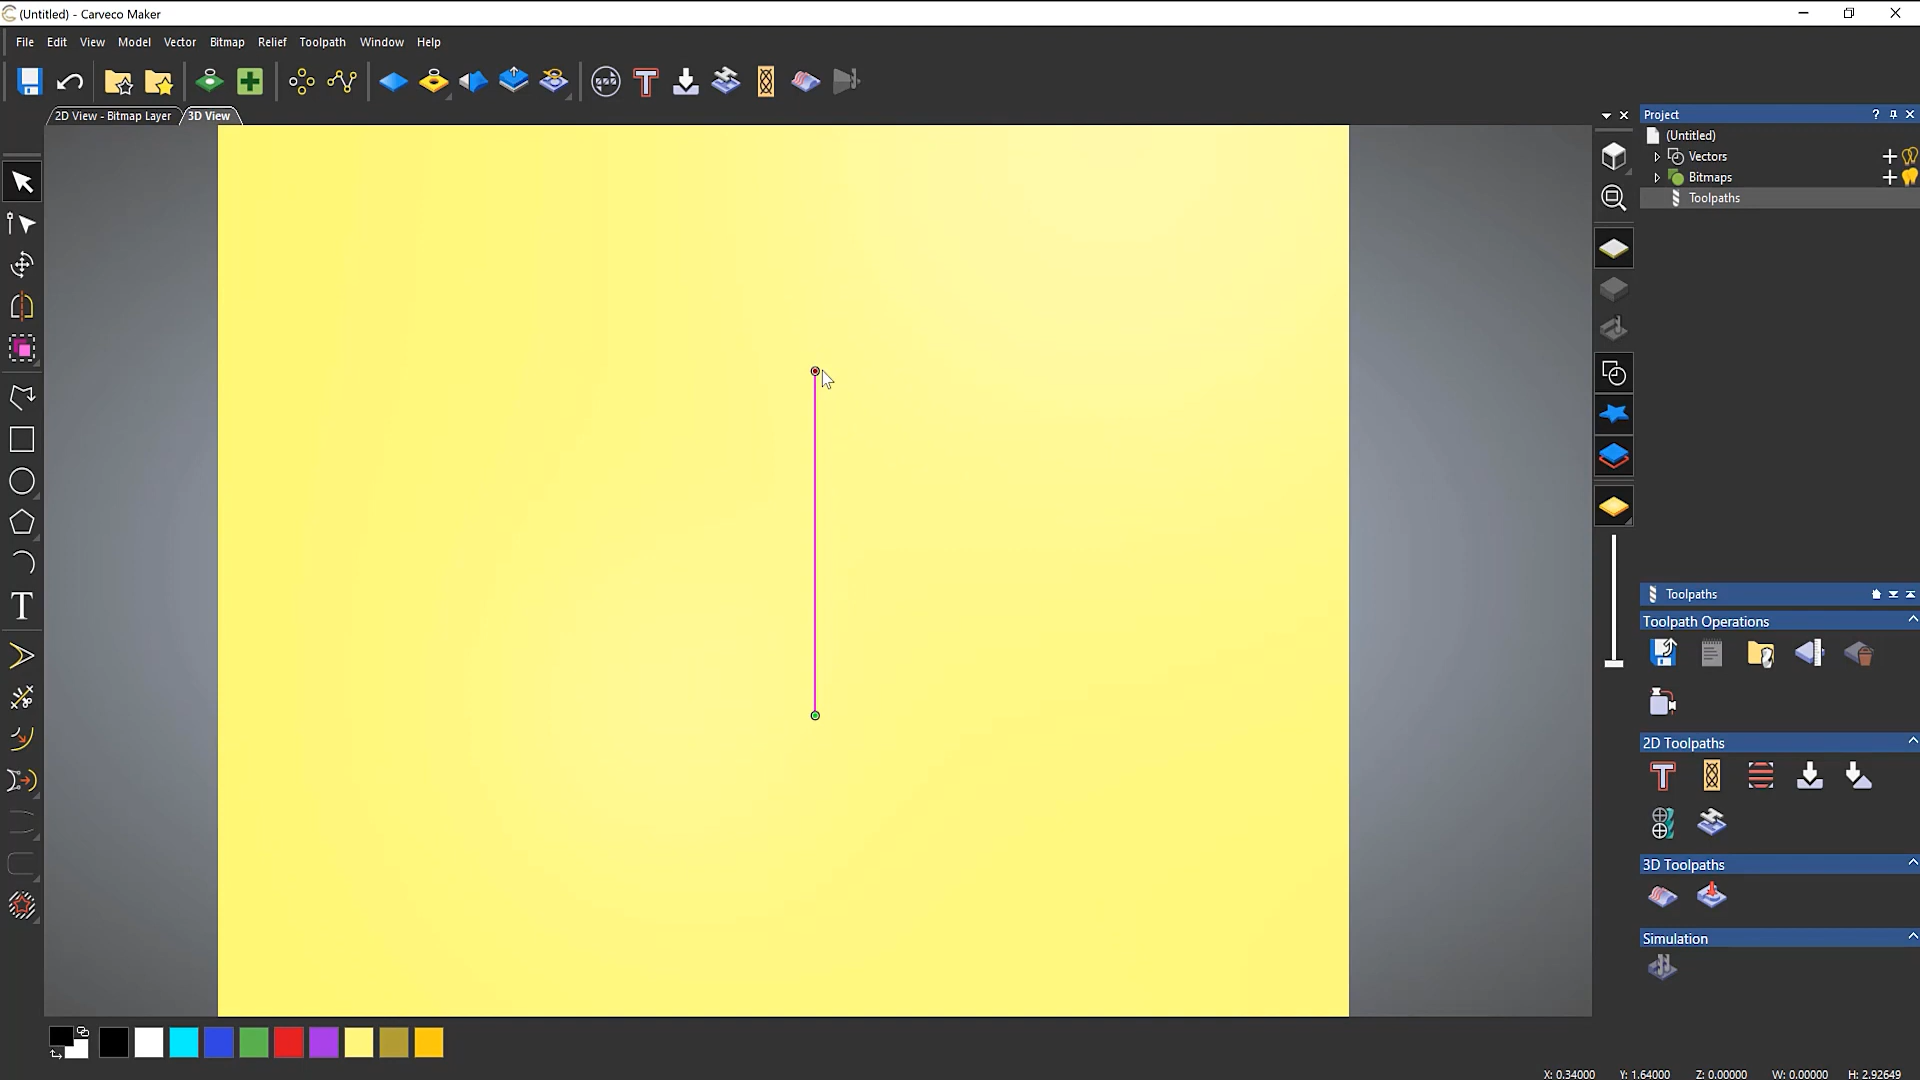 (Untitled) - Carveco Maker
File Edit View Model Vector Bitmap Relief Toolpath Window Help
2D View - Bitmap Layer 3D View
Project
(Untitled)
Vectors
Bitmaps
Toolpaths
Toolpaths
Toolpath Operations
2D Toolpaths
3D Toolpaths
Simulation
X: 0.34000 Y: 1.64000 Z: 0.00000 W: 0.00000 H: 2.92649